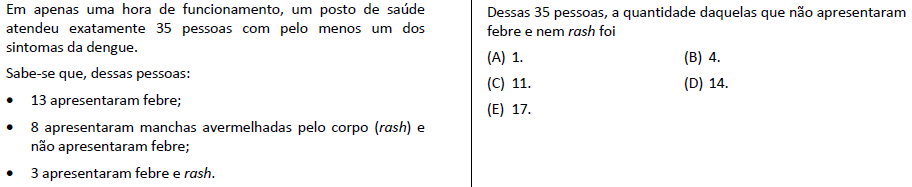 Em apenas uma hora de funcionamento, um posto de saúde
atendeu exatamente 35 pessoas com pelo menos um dos
sintomas da dengue.
Sabe-se que, dessas pessoas:
• 13 apresentaram febre;
• 8 apresentaram manchas avermelhadas pelo corpo (rash) e
não apresentaram febre;
• 3 apresentaram febre e rash.
Dessas 35 pessoas, a quantidade daquelas que não apresentaram
febre e nem rash foi
(A) 1. (B) 4.
(C) 11. (D) 14.
(E) 17.